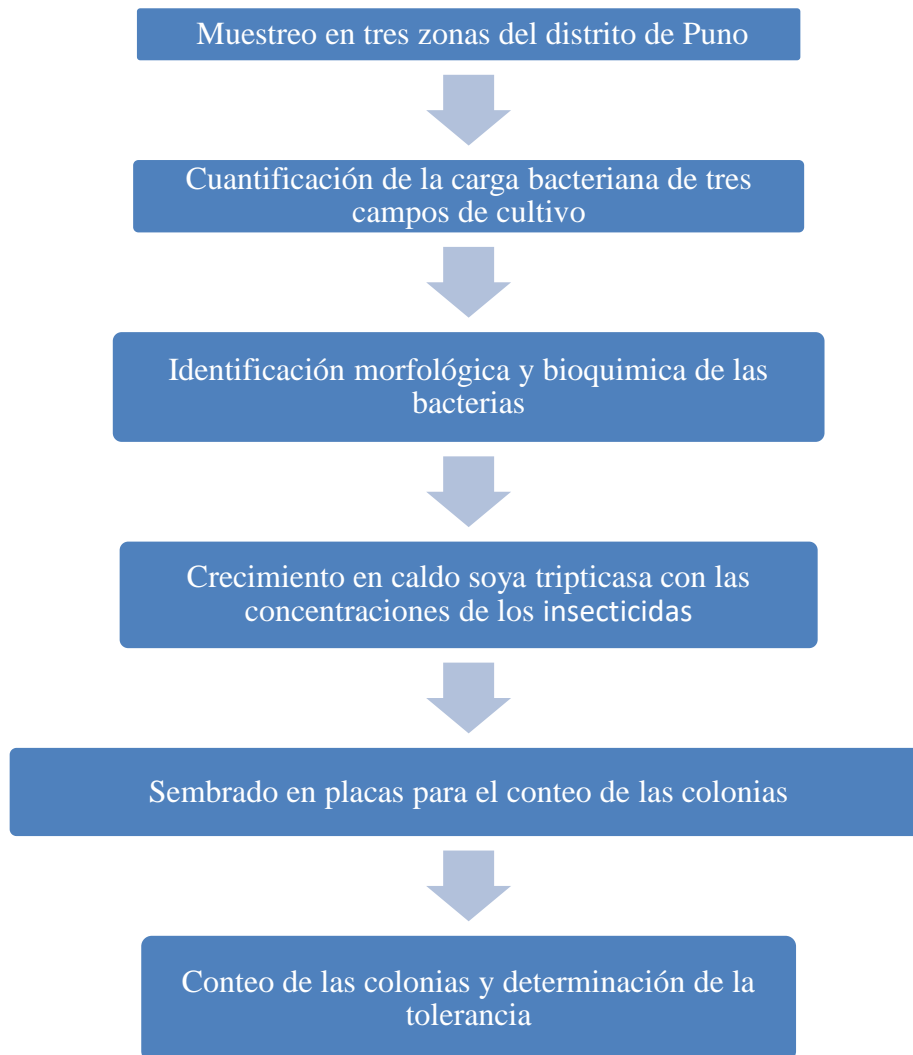 Muestreo en tres zonas del distrito de Puno
Cuantificación de la carga bacteriana de tres
campos de cultivo
Identificación morfológica y bioquimica de las
bacterias
Crecimiento en caldo soya tripticasa con las
concentraciones de los insecticidas
Sembrado en placas para el conteo de las colonias
Conteo de las colonias y determinación de la
tolerancia